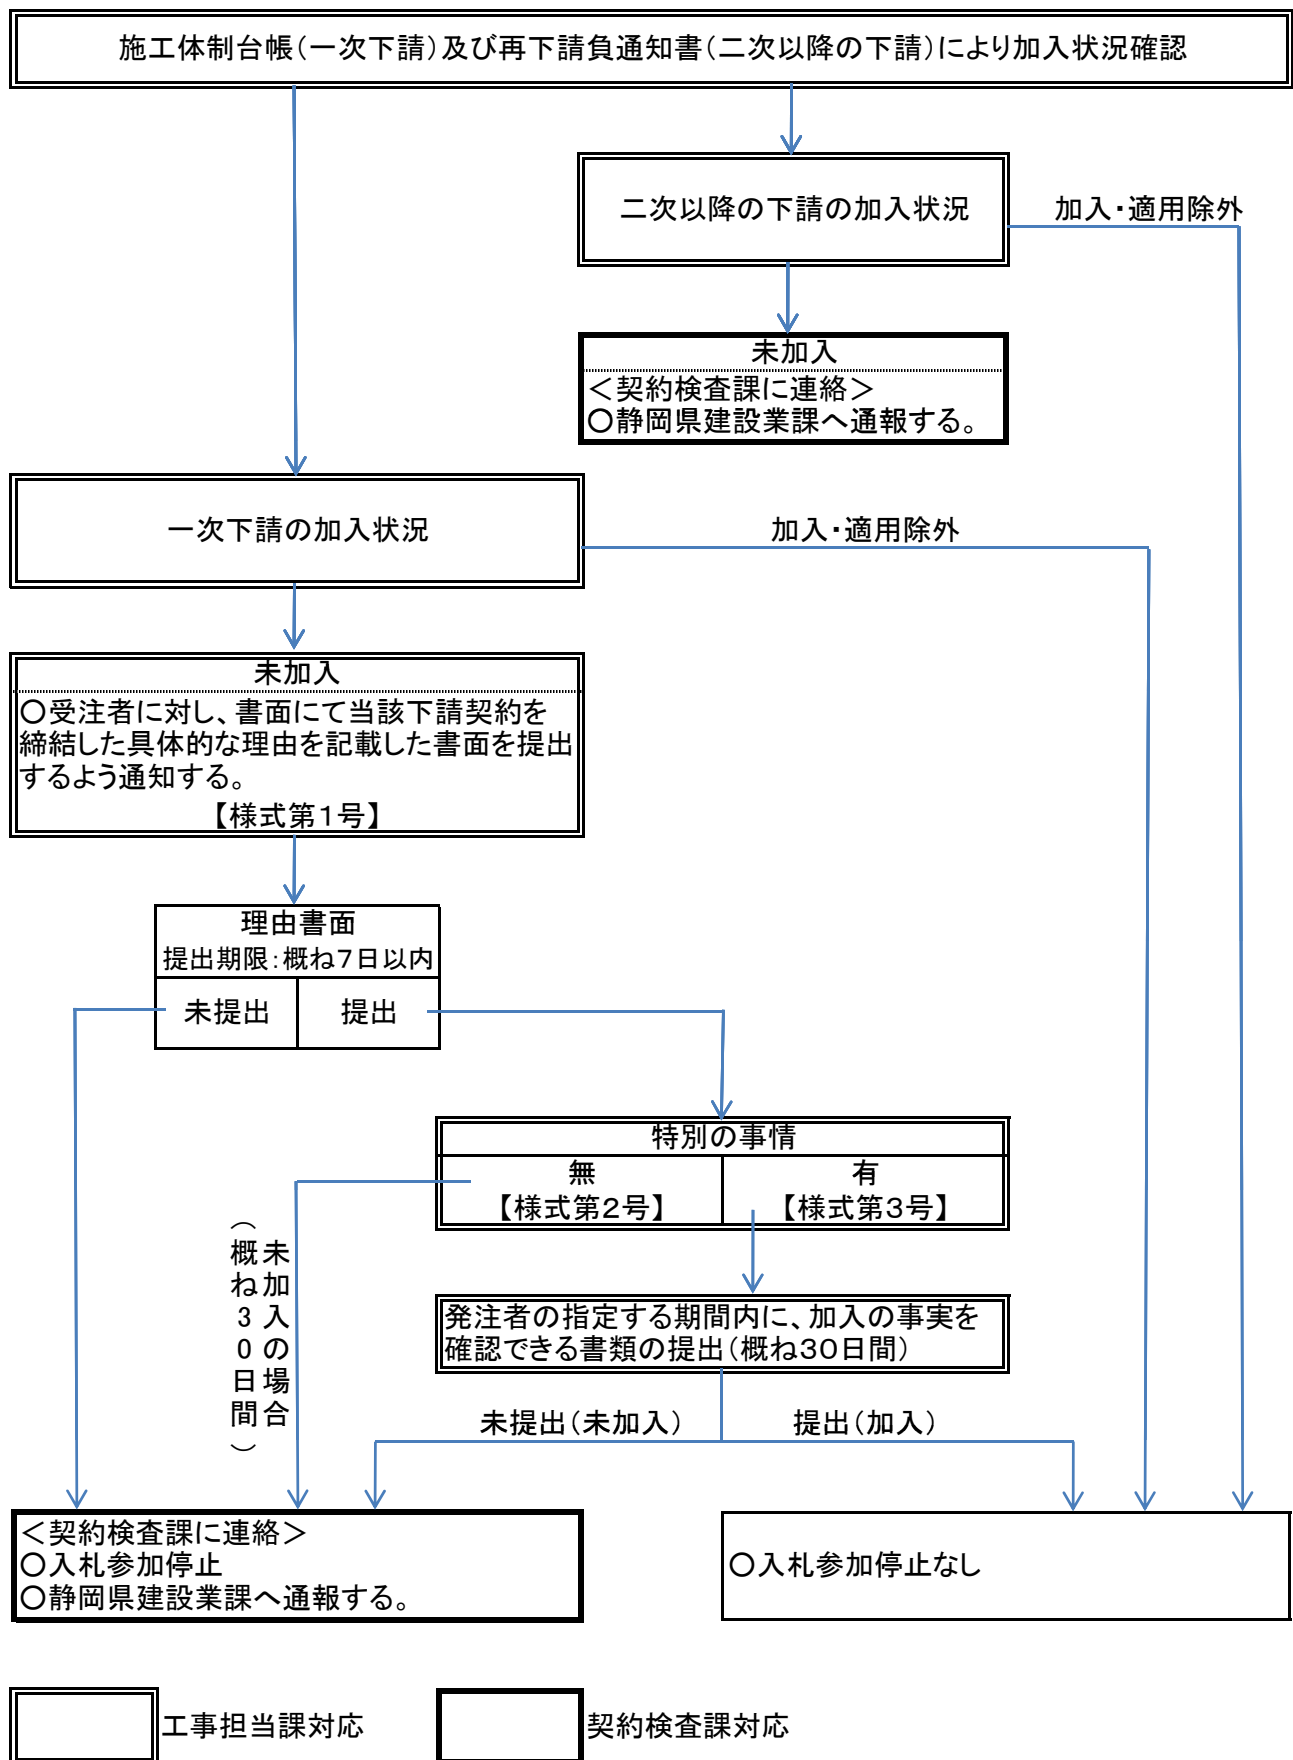 施工体制台帳（一次下請）及び再下請負通知書（二次以降の下請）により加入状況確認
二次以降の下請の加入状況
加入・適用除外
未加入
＜契約検査課に連絡＞
○静岡県建設業課へ通報する。
一次下請の加入状況
加入・適用除外
未加入
○受注者に対し、書面にて当該下請契約を
締結した具体的な理由を記載した書面を提出
するよう通知する。
【様式第１号】
理由書面
提出期限：概ね７日以内
未提出
提出
特別の事情
無
【様式第２号】
有
【様式第３号】
未加入の場合
（概ね３０日間）
発注者の指定する期間内に、加入の事実を
確認できる書類の提出（概ね３０日間）
未提出（未加入）
提出（加入）
＜契約検査課に連絡＞
○入札参加停止
○静岡県建設業課へ通報する。
○入札参加停止なし
工事担当課対応
契約検査課対応